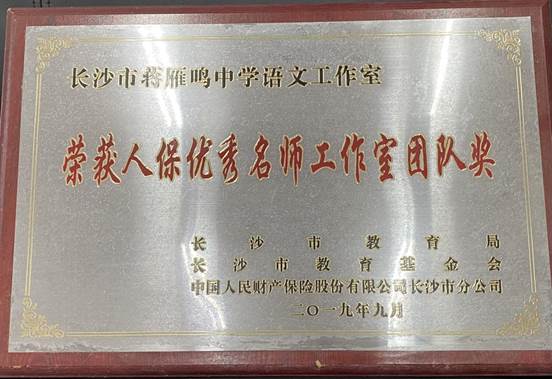 长沙市蒋雁鸣中学语文工作室
荣获人保优秀名师工作室团队奖
长沙市教育局
长沙市教育基金会
中国人民财产保险股份有限公司长沙市分公司
二〇一九年九月